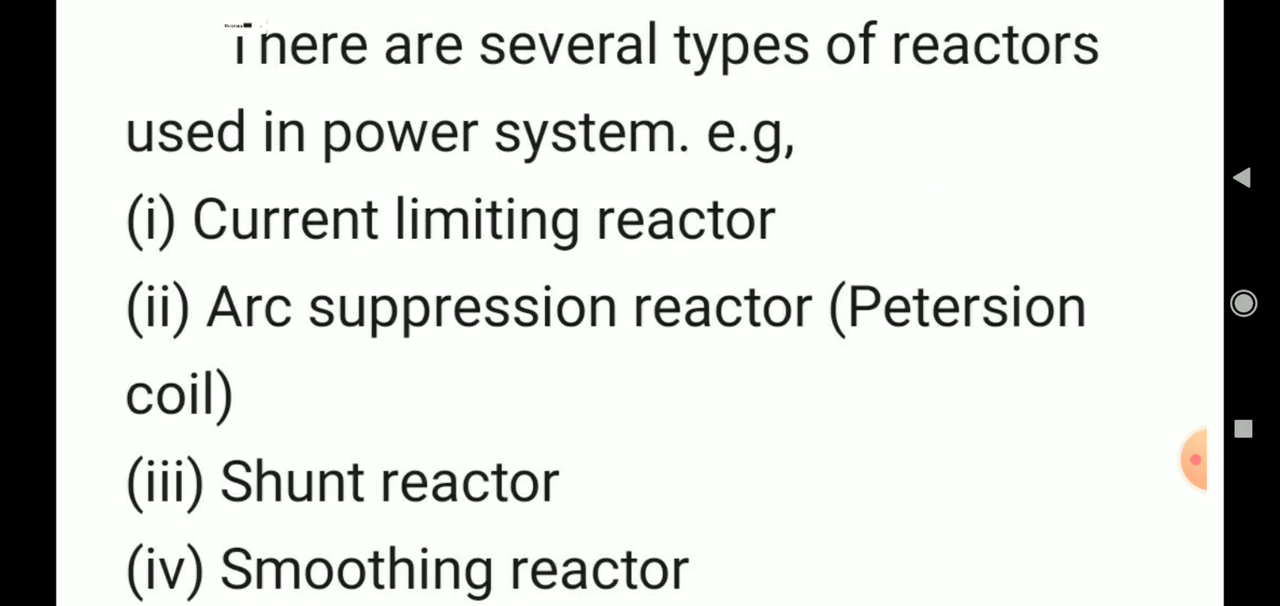 There are several types of reactors
used in power system. e.g,
(i) Current limiting reactor
(ii) Arc suppression reactor (Petersion
coil)
(iii) Shunt reactor
(iv) Smoothing reactor